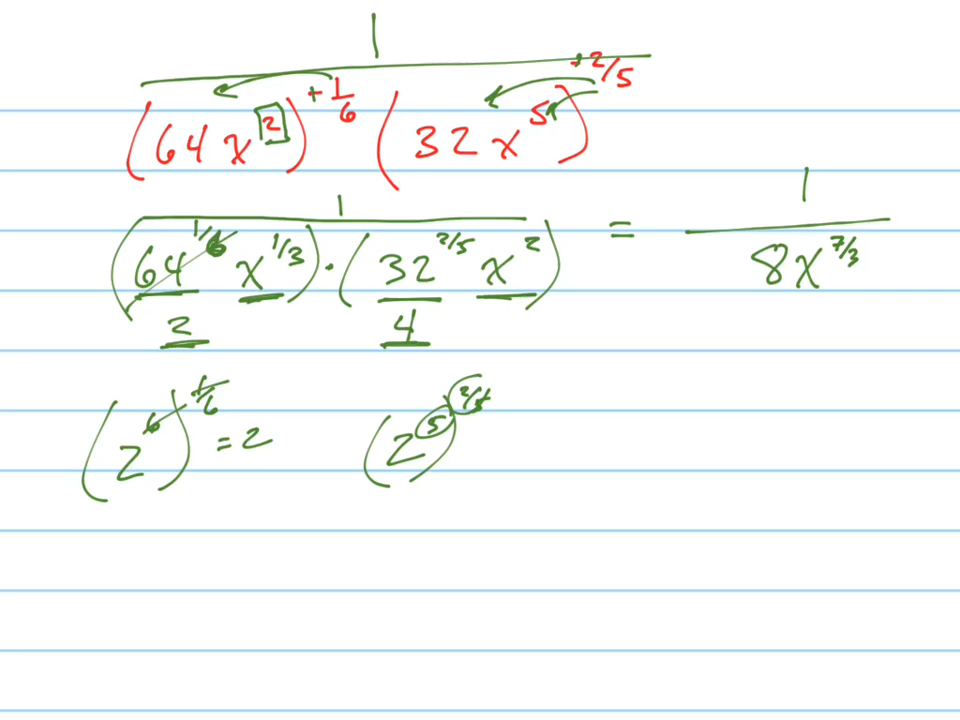 1
(64x^2)^{+1/6} (32x^5)^{+2/5}
1
(64^{1/6} x^{1/3}) · (32^{2/5} x^2) = 1 / 8x^{7/3}
2 4
(2^6)^{1/6} = 2 (2^5)^{2/5}